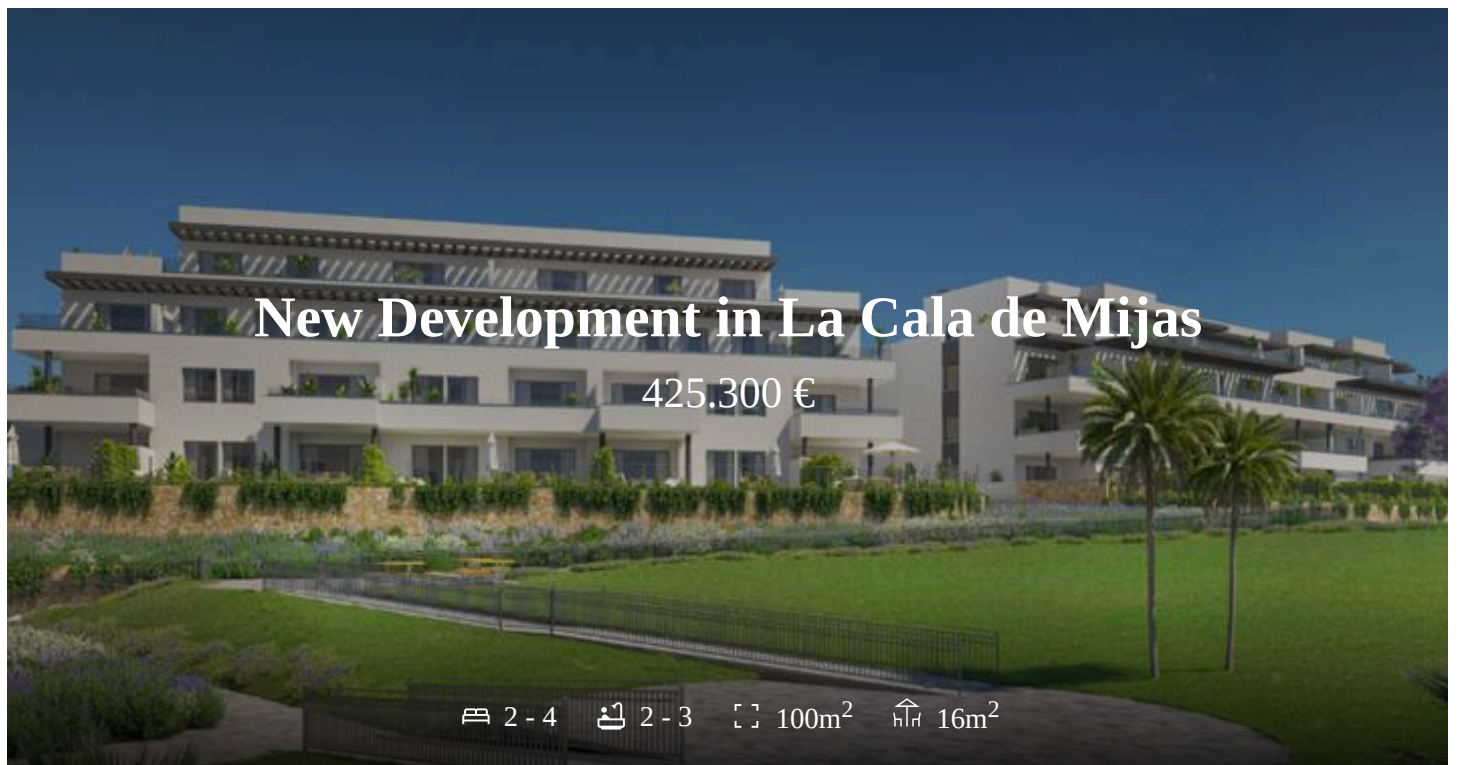 New Development in La Cala de Mijas
425.300 €
2 - 4 2 - 3 100m² 16m²